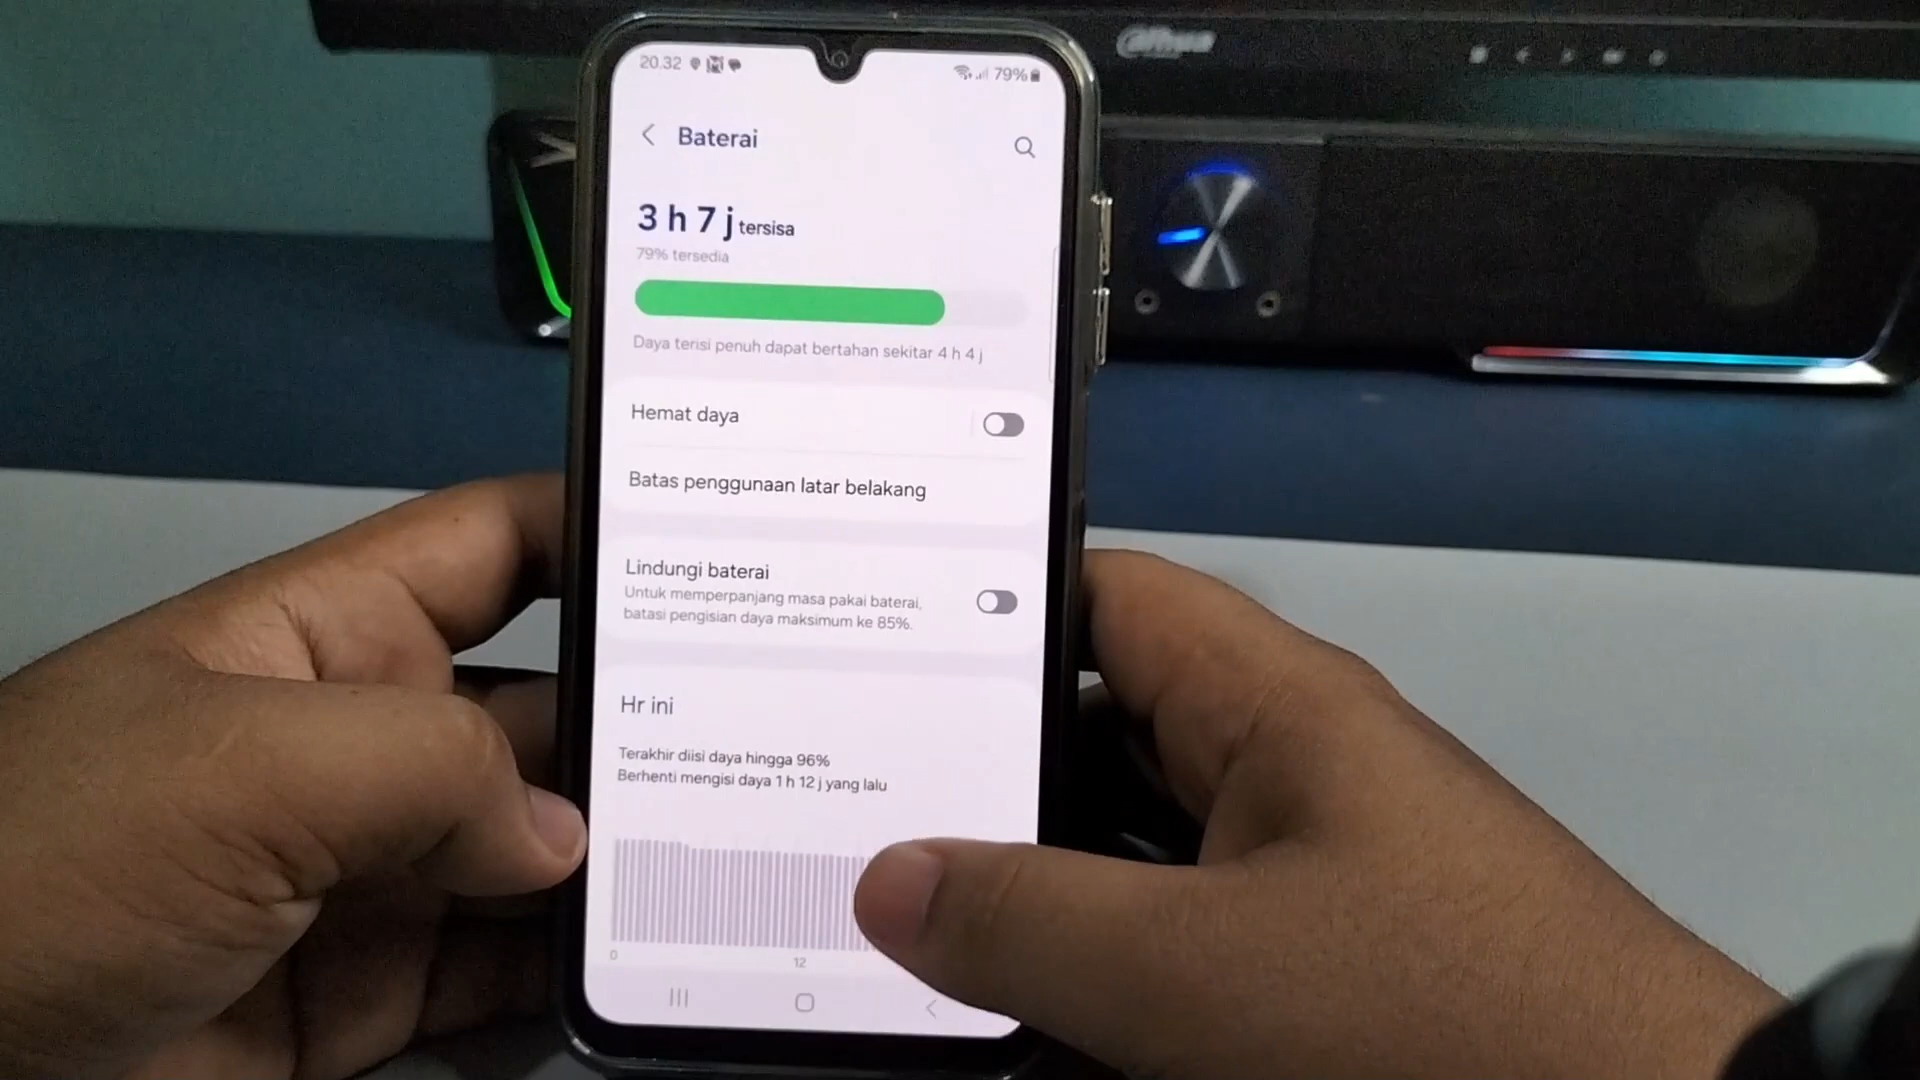 alhua
20.32
79%
Baterai
3 h 7 j tersisa
79% tersedia
Daya terisi penuh dapat bertahan sekitar 4 h 4 j
Hemat daya
Batas penggunaan latar belakang
Lindungi baterai
Untuk memperpanjang masa pakai baterai,
batasi pengisian daya maksimum ke 85%.
Hr ini
Terakhir diisi daya hingga 96%
Berhenti mengisi daya 1 h 12 j yang lalu
0
12